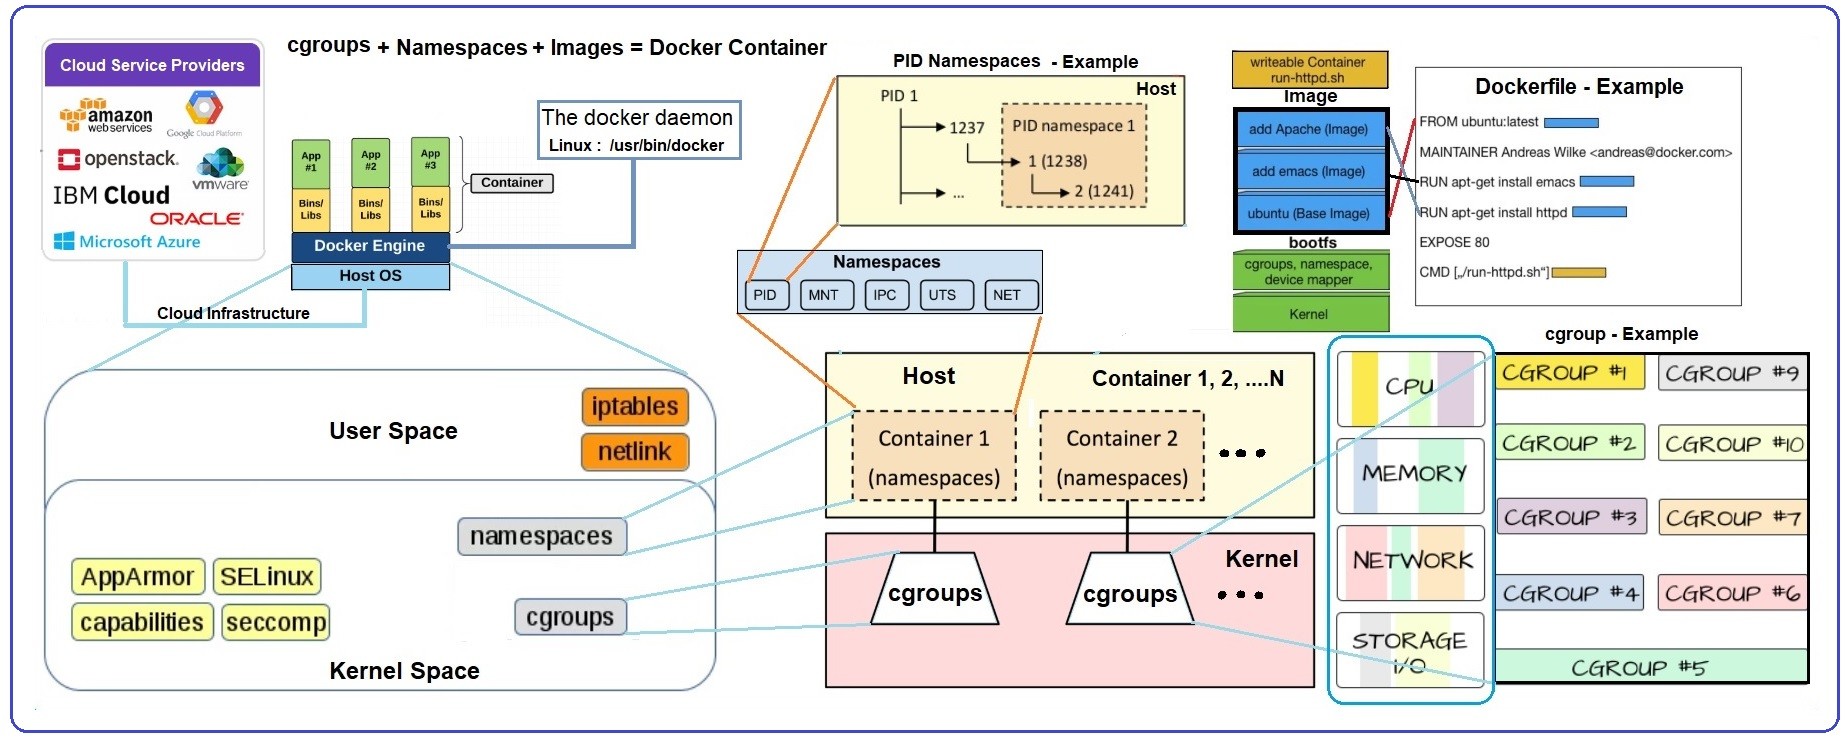 cgroups + Namespaces + Images = Docker Container
Cloud Service Providers
amazon
web services
Google Cloud Platform
openstack.
vmware
IBM Cloud
ORACLE
Microsoft Azure
Cloud Infrastructure
App
#1
App
#2
App
#3
Bins/
Libs
Bins/
Libs
Bins/
Libs
Container
Docker Engine
Host OS
The docker daemon
Linux : /usr/bin/docker
PID Namespaces - Example
Host
PID 1
1237
PID namespace 1
1 (1238)
2 (1241)
...
Namespaces
PID
MNT
IPC
UTS
NET
writeable Container
run-httpd.sh
Image
add Apache (Image)
add emacs (Image)
ubuntu (Base Image)
bootfs
cgroups, namespace,
device mapper
Kernel
Dockerfile - Example
FROM ubuntu:latest
MAINTAINER Andreas Wilke <andreas@docker.com>
RUN apt-get install emacs
RUN apt-get install httpd
EXPOSE 80
CMD [„/run-httpd.sh“]
User Space
iptables
netlink
namespaces
AppArmor
SELinux
capabilities
seccomp
cgroups
Kernel Space
Host
Container 1, 2, ....N
Container 1
(namespaces)
Container 2
(namespaces)
Kernel
cgroups
cgroups
cgroup - Example
CPU
MEMORY
NETWORK
STORAGE
I/O
CGROUP #1
CGROUP #9
CGROUP #2
CGROUP #10
CGROUP #3
CGROUP #7
CGROUP #4
CGROUP #6
CGROUP #5